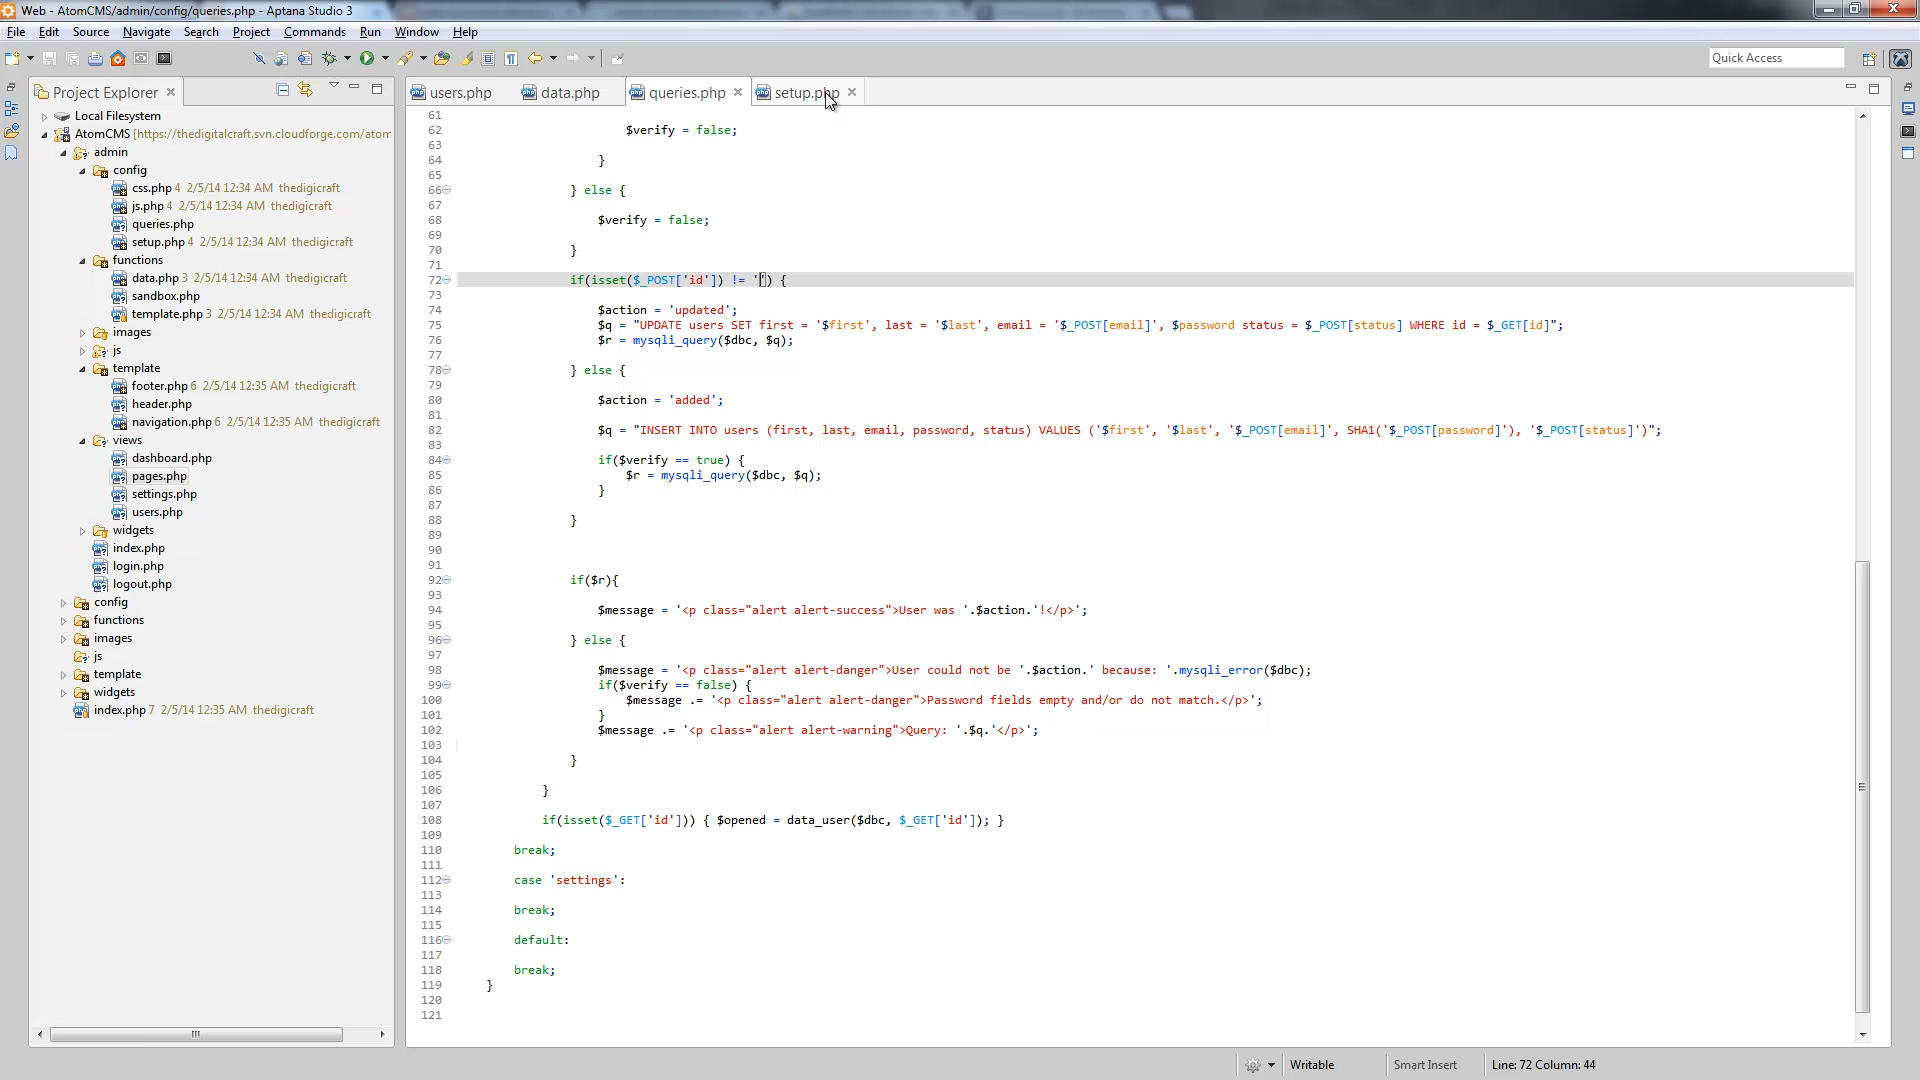 Web - AtomCMS/admin/config/queries.php - Aptana Studio 3
File Edit Source Navigate Search Project Commands Run Window Help
Quick Access
Project Explorer
users.php data.php queries.php setup.php
Local Filesystem
AtomCMS [https://thedigitalcraft.svn.cloudforge.com/atom
admin
config
css.php 4 2/5/14 12:34 AM thedigicraft
js.php 4 2/5/14 12:34 AM thedigicraft
queries.php
setup.php 4 2/5/14 12:34 AM thedigicraft
functions
data.php 3 2/5/14 12:34 AM thedigicraft
sandbox.php
template.php 3 2/5/14 12:34 AM thedigicraft
images
js
template
footer.php 6 2/5/14 12:35 AM thedigicraft
header.php
navigation.php 6 2/5/14 12:35 AM thedigicraft
views
dashboard.php
pages.php
settings.php
users.php
widgets
index.php
login.php
logout.php
config
functions
images
js
template
widgets
index.php 7 2/5/14 12:35 AM thedigicraft
61
62 $verify = false;
63
64 }
65
66 } else {
67
68 $verify = false;
69
70 }
71
72 if(isset($_POST['id']) != '') {
73
74 $action = 'updated';
75 $q = "UPDATE users SET first = '$first', last = '$last', email = '$_POST[email]', $password status = $_POST[status] WHERE id = $_GET[id]";
76 $r = mysqli_query($dbc, $q);
77
78 } else {
79
80 $action = 'added';
81
82 $q = "INSERT INTO users (first, last, email, password, status) VALUES ('$first', '$last', '$_POST[email]', SHA1('$_POST[password]'), '$_POST[status]')";
83
84 if($verify == true) {
85 $r = mysqli_query($dbc, $q);
86 }
87
88 }
89
90
91
92 if($r){
93
94 $message = '<p class="alert alert-success">User was '.$action.'!</p>';
95
96 } else {
97
98 $message = '<p class="alert alert-danger">User could not be '.$action.' because: '.mysqli_error($dbc);
99 if($verify == false) {
100 $message .= '<p class="alert alert-danger">Password fields empty and/or do not match.</p>';
101 }
102 $message .= '<p class="alert alert-warning">Query: '.$q.'</p>';
103
104 }
105
106 }
107
108 if(isset($_GET['id'])) { $opened = data_user($dbc, $_GET['id']); }
109
110 break;
111
112 case 'settings':
113
114 break;
115
116 default:
117
118 break;
119 }
120
121
Writable Smart Insert Line: 72 Column: 44